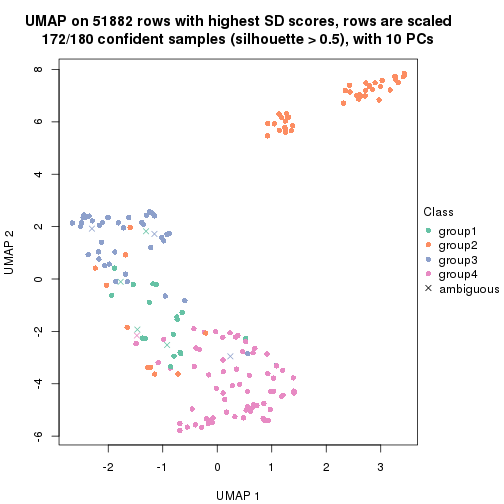 UMAP on 51882 rows with highest SD scores, rows are scaled
172/180 confident samples (silhouette > 0.5), with 10 PCs
8
6
4
2
0
-2
-4
-6
UMAP 2
-2
-1
0
1
2
3
UMAP 1
Class
group1
group2
group3
group4
ambiguous